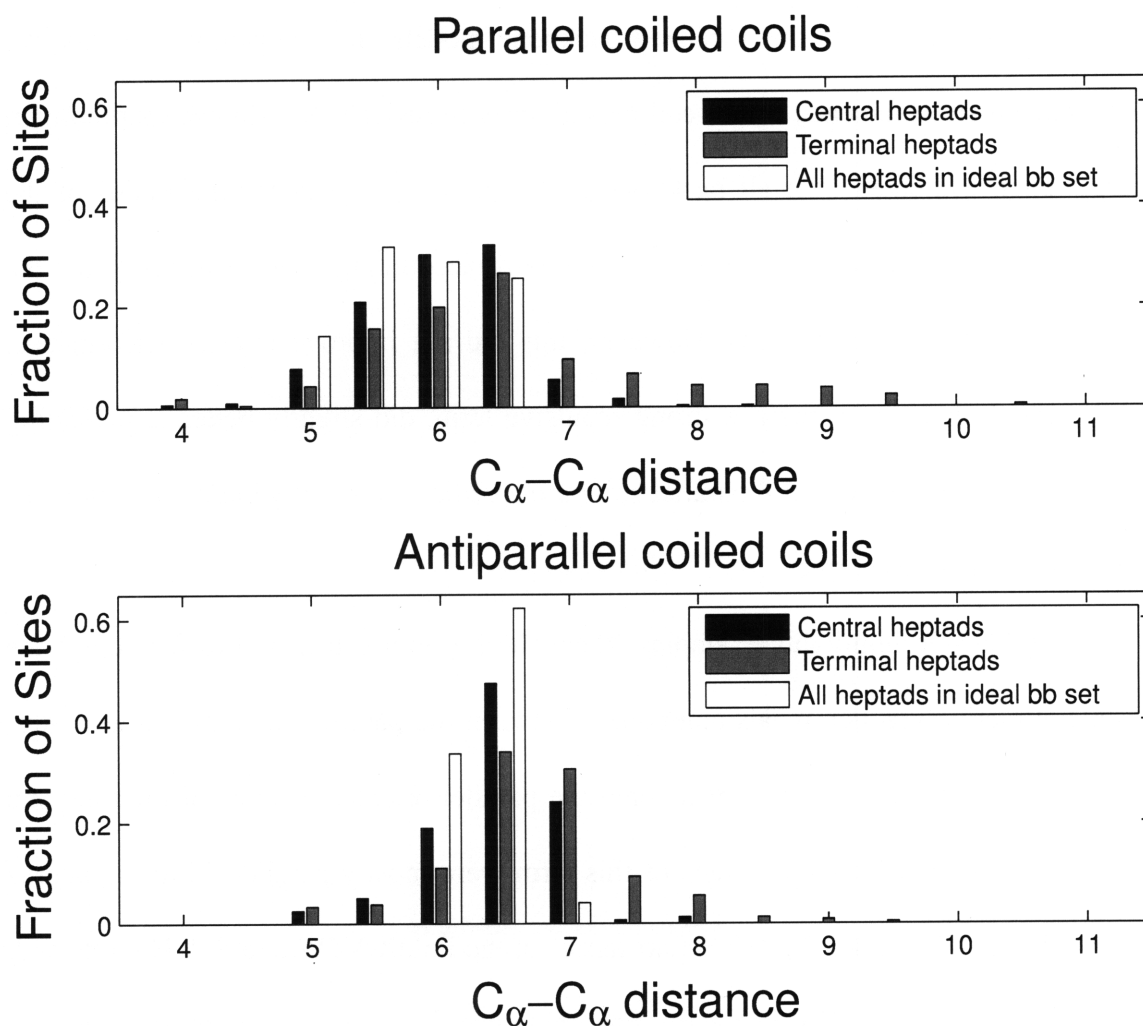 Parallel coiled coils
Fraction of Sites
0.6
0.4
0.2
0
Central heptads
Terminal heptads
All heptads in ideal bb set
4 5 6 7 8 9 10 11
Cα–Cα distance
Antiparallel coiled coils
Fraction of Sites
0.6
0.4
0.2
0
Central heptads
Terminal heptads
All heptads in ideal bb set
4 5 6 7 8 9 10 11
Cα–Cα distance